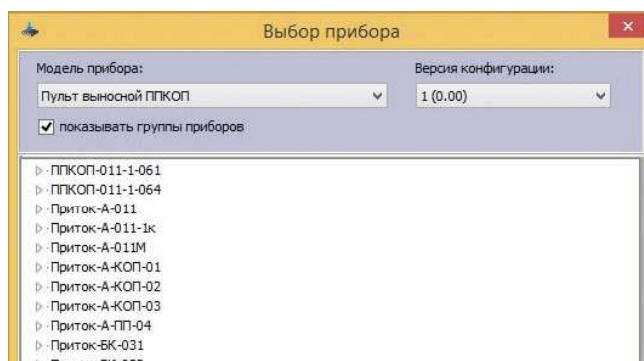 Выбор прибора
Модель прибора: Версия конфигурации:
Пульт выносной ППКОП 1 (0.00)
показывать группы приборов
ППКОП-011-1-061
ППКОП-011-1-064
Приток-А-011
Приток-А-011-1к
Приток-А-011М
Приток-А-КОП-01
Приток-А-КОП-02
Приток-А-КОП-03
Приток-А-ПП-04
Приток-БК-031